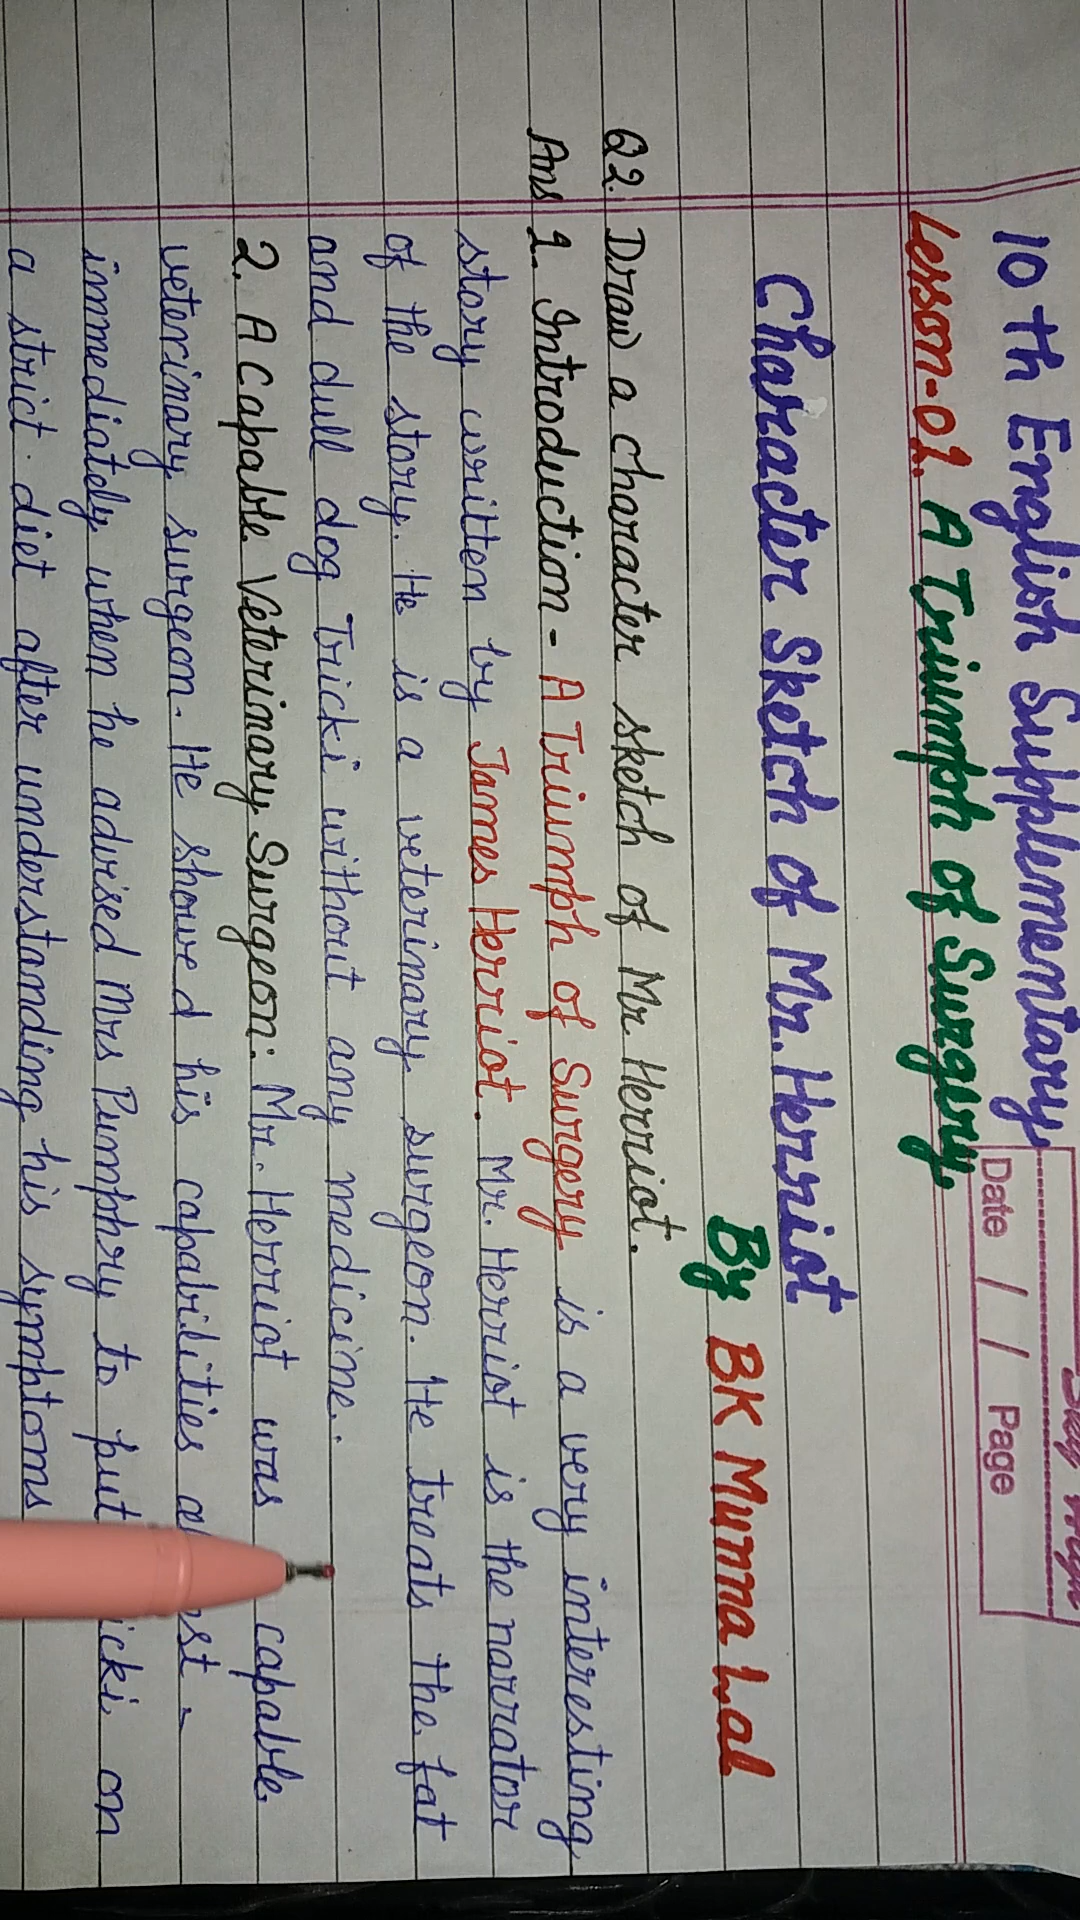 10th English Supplementary
Date / / Page
Lesson-01. A Triumph of Surgery.
Character Sketch of Mr. Herriot
By BK Munna Lal
Q2. Draw a character sketch of Mr. Herriot.
Ans 1. Introduction - A Triumph of Surgery is a very interesting
story written by James Herriot. Mr. Herriot is the narrator
of the story. He is a veterinary surgeon. He treats the fat
and dull dog Tricki without any medicine.
2. A Capable Veterinary Surgeon: Mr. Herriot was capable
veterinary surgeon. He showed his capabilities
immediately when he advised Mrs Pumphry to put on
a strict diet after understanding his symptoms